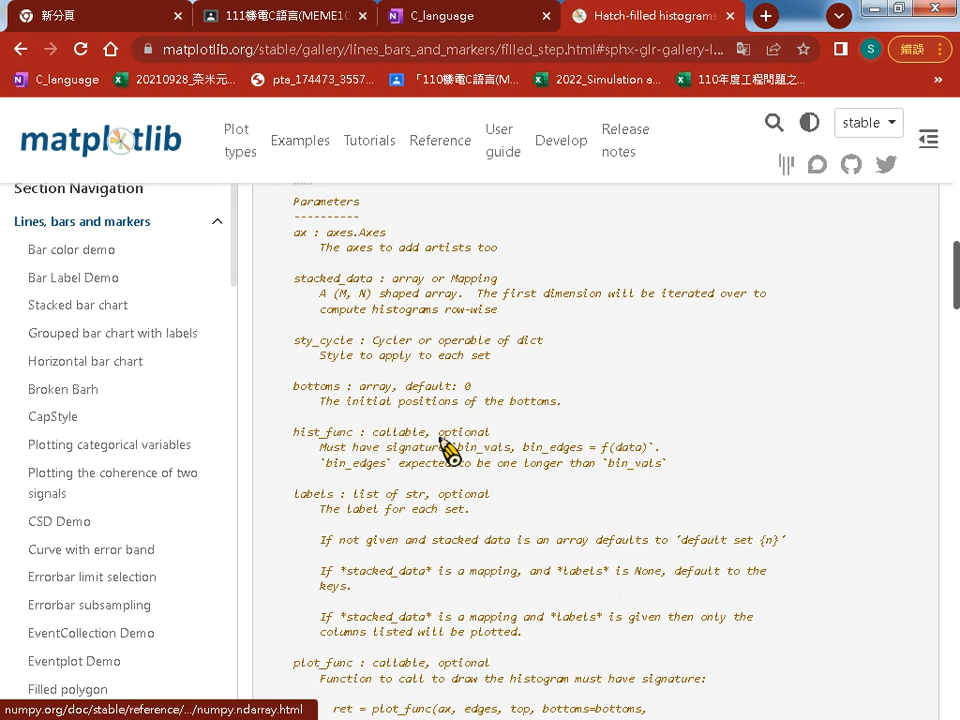 新分頁
111機電C語言(MEME10
C_language
Hatch-filled histograms
matplotlib.org/stable/gallery/lines_bars_and_markers/filled_step.html#sphx-glr-gallery-l...
S
錯誤
C_language
20210928_奈米元...
pta_174473_3557...
「110機電C語言(M...
2022_Simulation a...
110年度工程問題之...
»
matplotlib
Plot types
Examples
Tutorials
Reference
User guide
Develop
Release notes
stable
Section Navigation
Lines, bars and markers
Bar color demo
Bar Label Demo
Stacked bar chart
Grouped bar chart with labels
Horizontal bar chart
Broken Barh
CapStyle
Plotting categorical variables
Plotting the coherence of two
signals
CSD Demo
Curve with error band
Errorbar limit selection
Errorbar subsampling
EventCollection Demo
Eventplot Demo
Filled polygon
numpy.org/doc/stable/reference/.../numpy.ndarray.html
Parameters
----------
ax : axes.Axes
The axes to add artists too
stacked_data : array or Mapping
A (M, N) shaped array.  The first dimension will be iterated over to
compute histograms row-wise
sty_cycle : Cycler or operable of dict
Style to apply to each set
bottoms : array, default: 0
The initial positions of the bottoms.
hist_func : callable, optional
Must have signature `bin_vals, bin_edges = f(data)`.
`bin_edges` expected to be one longer than `bin_vals`
labels : list of str, optional
The label for each set.
If not given and stacked data is an array defaults to 'default set {n}'
If *stacked_data* is a mapping, and *labels* is None, default to the
keys.
If *stacked_data* is a mapping and *labels* is given then only the
columns listed will be plotted.
plot_func : callable, optional
Function to call to draw the histogram must have signature:
ret = plot_func(ax, edges, top, bottoms=bottoms,